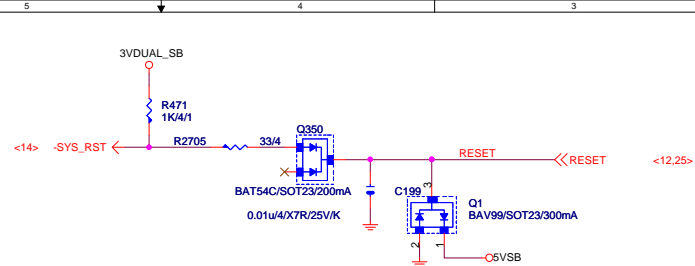 5
4
3
3VDUAL_SB
R471
1K/4/1
<14>
-SYS_RST
R2705
33/4
Q350
BAT54C/SOT23/200mA
0.01u/4/X7R/25V/K
C199
RESET
RESET
<12,25>
3
Q1
BAV99/SOT23/300mA
2
1
5VSB